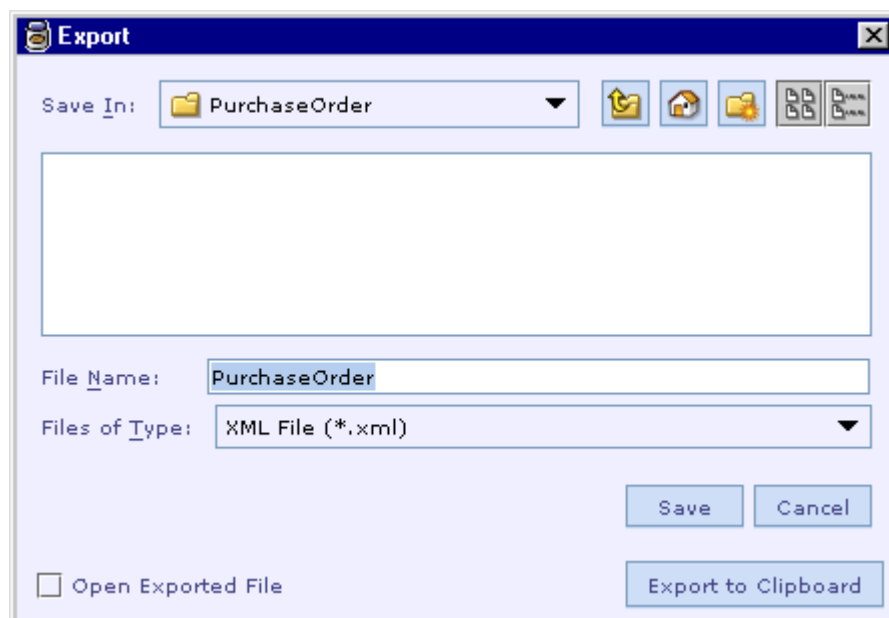 Export
Save In: PurchaseOrder
File Name: PurchaseOrder
Files of Type: XML File (*.xml)
Save Cancel
Open Exported File Export to Clipboard